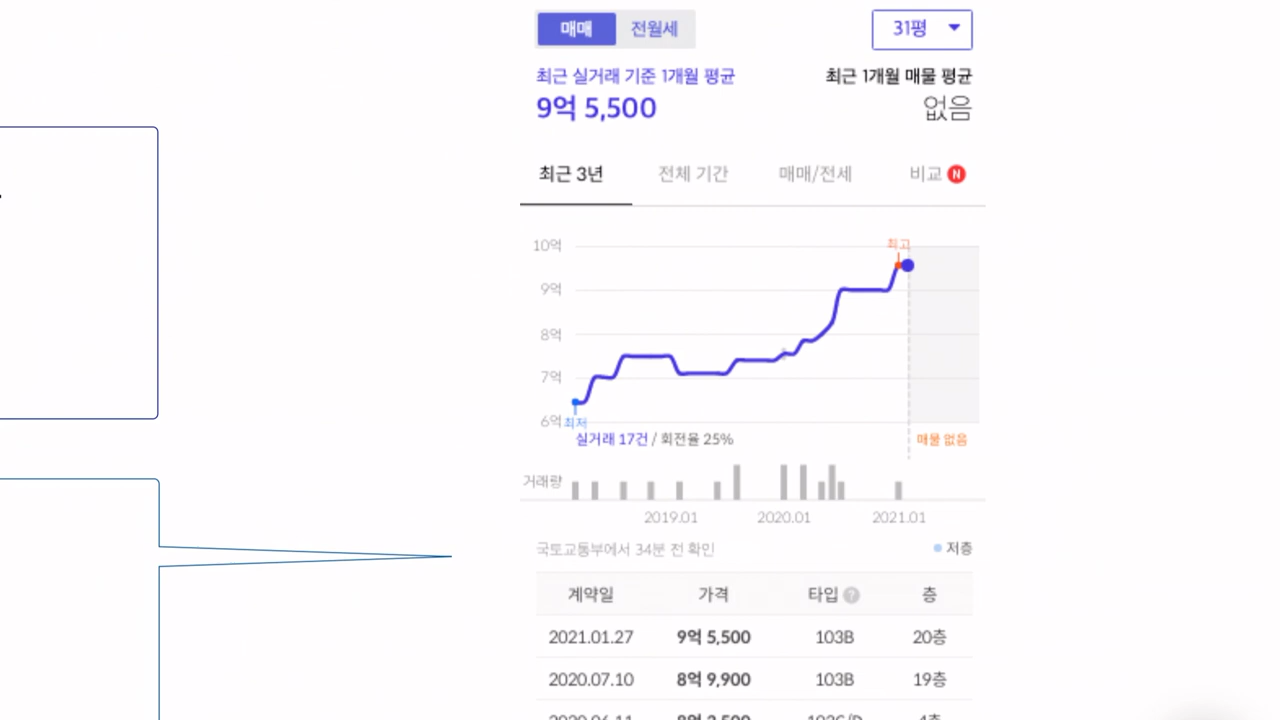 매매 전월세 31평
최근 실거래 기준 1개월 평균 최근 1개월 매물 평균
9억 5,500 없음
최근 3년 전체 기간 매매/전세 비교 N
최고
10억
9억
8억
7억
6억 최저
실거래 17건 / 회전율 25% 매물 없음
거래량
2019.01 2020.01 2021.01
국토교통부에서 34분 전 확인 저층
계약일 가격 타입 ? 층
2021.01.27 9억 5,500 103B 20층
2020.07.10 8억 9,900 103B 19층